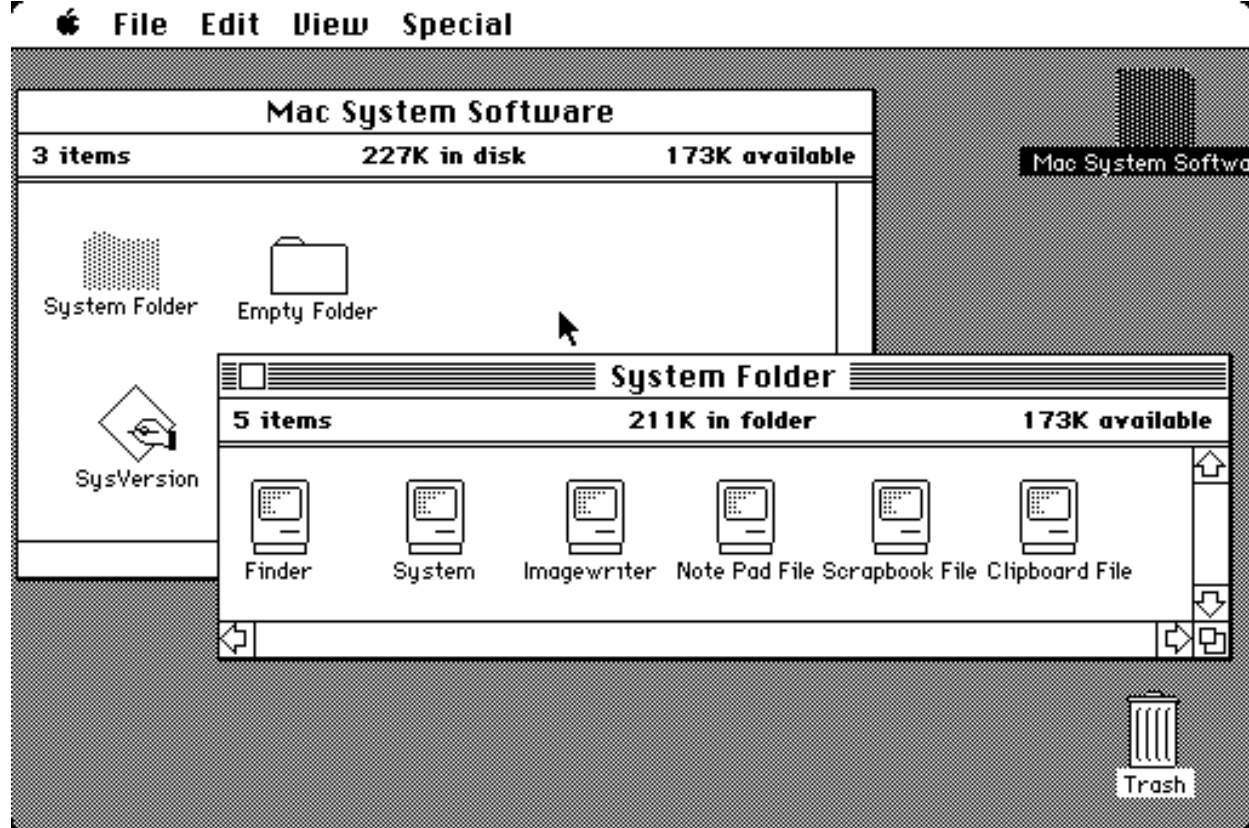 File Edit View Special
Mac System Software
3 items 227K in disk 173K available
Mac System Softwa
System Folder Empty Folder
SysVersion
System Folder
5 items 211K in folder 173K available
Finder System Imagewriter Note Pad File Scrapbook File Clipboard File
Trash